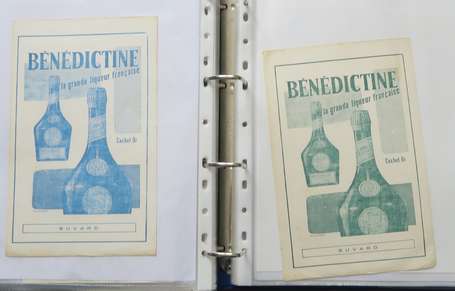 BÉNÉDICTINE
la grande liqueur française
Cachet Or
BUVARD
BÉNÉDICTINE
la grande liqueur française
Cachet Or
BUVARD